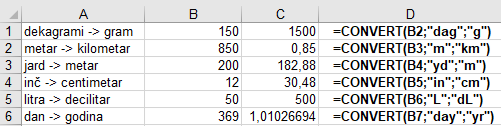 A B C D
1 dekagrami -> gram 150 1500 =CONVERT(B2;"dag";"g")
2 metar -> kilometar 850 0,85 =CONVERT(B3;"m";"km")
3 jard -> metar 200 182,88 =CONVERT(B4;"yd";"m")
4 inč -> centimetar 12 30,48 =CONVERT(B5;"in";"cm")
5 litra -> decilitar 50 500 =CONVERT(B6;"L";"dL")
6 dan -> godina 369 1,01026694 =CONVERT(B7;"day";"yr")